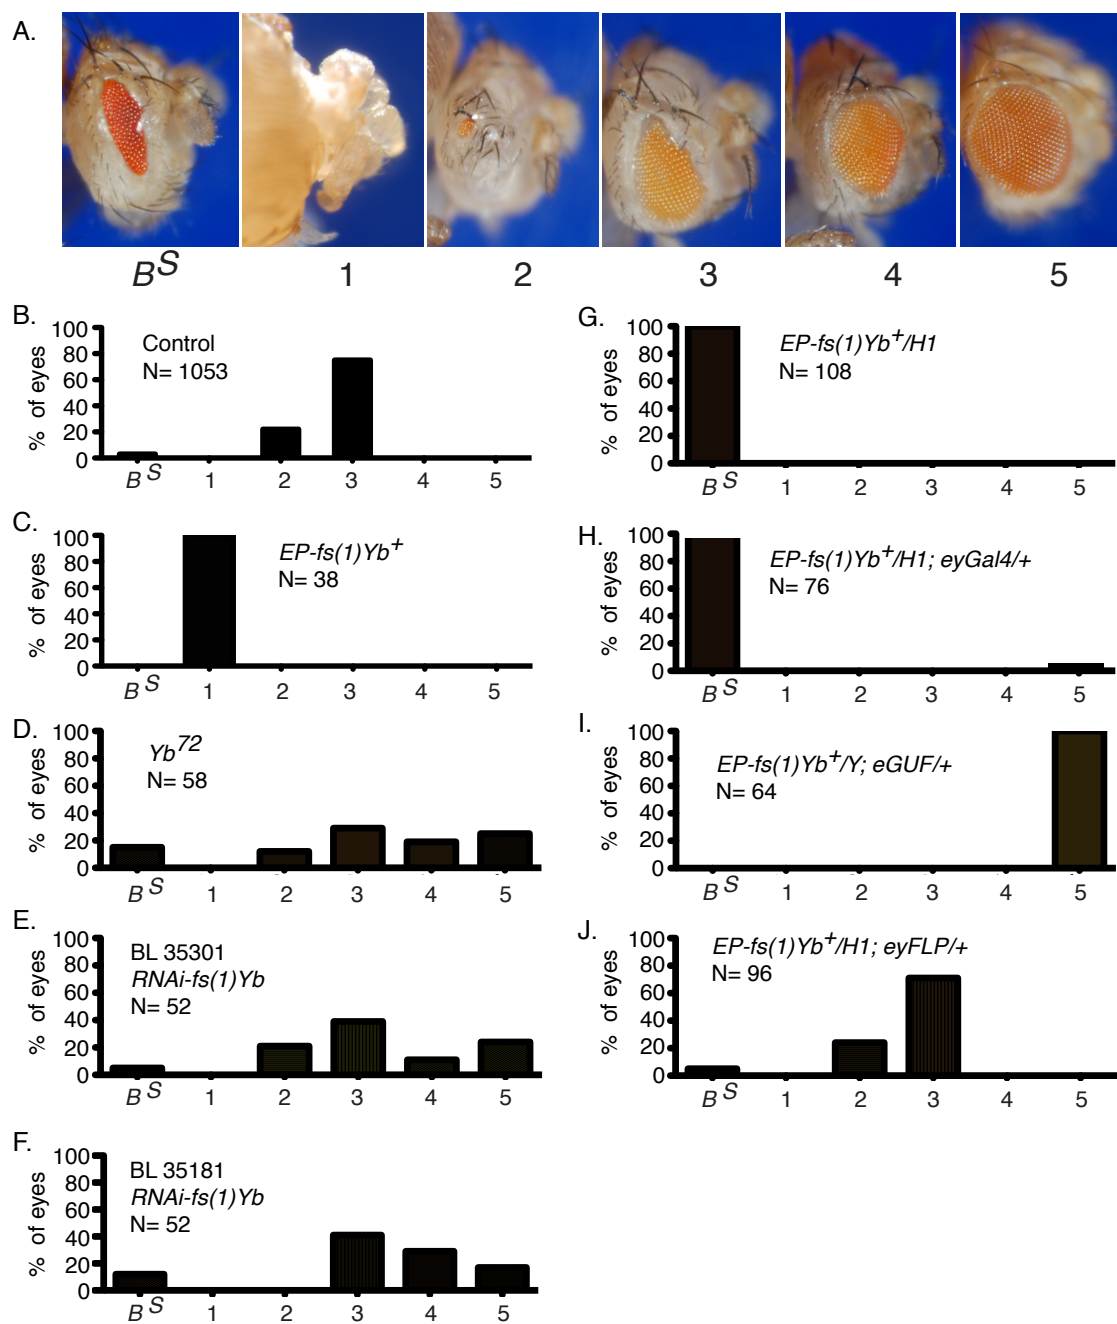 A.
B^S 1 2 3 4 5
B.
% of eyes
100
80
60
40
20
0
Control
N= 1053
B^S 1 2 3 4 5
C.
% of eyes
100
80
60
40
20
0
EP-fs(1)Yb^+
N= 38
B^S 1 2 3 4 5
D.
% of eyes
100
80
60
40
20
0
Yb^72
N= 58
B^S 1 2 3 4 5
E.
% of eyes
100
80
60
40
20
0
BL 35301
RNAi-fs(1)Yb
N= 52
B^S 1 2 3 4 5
F.
% of eyes
100
80
60
40
20
0
BL 35181
RNAi-fs(1)Yb
N= 52
B^S 1 2 3 4 5
G.
% of eyes
100
80
60
40
20
0
EP-fs(1)Yb^+/H1
N= 108
B^S 1 2 3 4 5
H.
% of eyes
100
80
60
40
20
0
EP-fs(1)Yb^+/H1; eyGal4/+
N= 76
B^S 1 2 3 4 5
I.
% of eyes
100
80
60
40
20
0
EP-fs(1)Yb^+/Y; eGUF/+
N= 64
B^S 1 2 3 4 5
J.
% of eyes
100
80
60
40
20
0
EP-fs(1)Yb^+/H1; eyFLP/+
N= 96
B^S 1 2 3 4 5